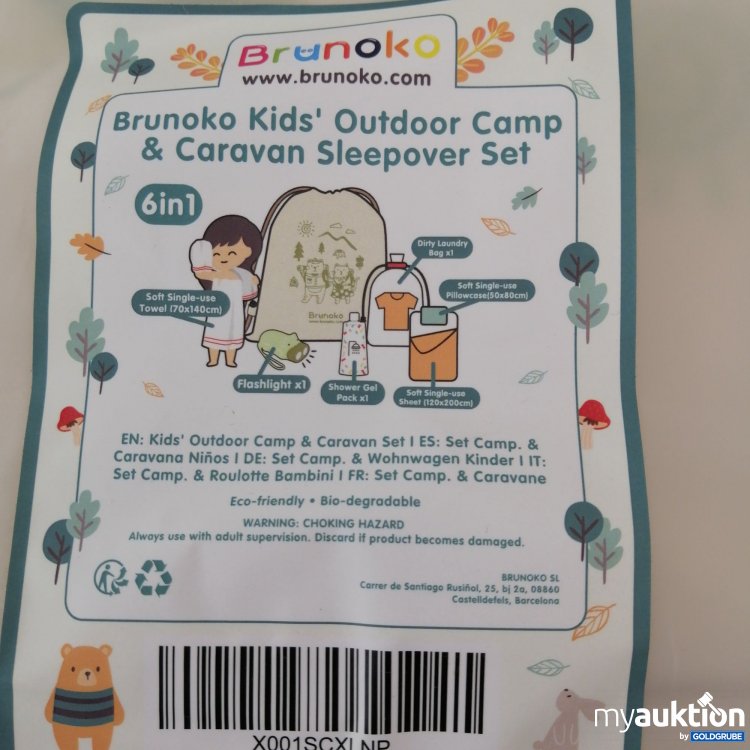 Brunoko
www.brunoko.com
Brunoko Kids' Outdoor Camp
& Caravan Sleepover Set
6in1
Dirty Laundry
Bag x1
Soft Single-use
Pillowcase(50x80cm)
Soft Single-use
Towel (70x140cm)
Brunoko
Flashlight x1
Shower Gel
Pack x1
Soft Single-use
Sheet (120x200cm)
EN: Kids' Outdoor Camp & Caravan Set I ES: Set Camp. &
Caravana Niños I DE: Set Camp. & Wohnwagen Kinder I IT:
Set Camp. & Roulotte Bambini I FR: Set Camp. & Caravane
Eco-friendly • Bio-degradable
WARNING: CHOKING HAZARD
Always use with adult supervision. Discard if product becomes damaged.
BRUNOKO SL
Carrer de Santiago Rusiñol, 25, bj 2a, 08860
Castelldefels, Barcelona
X001SCXLNP
myauktion
by GOLDGRUBE